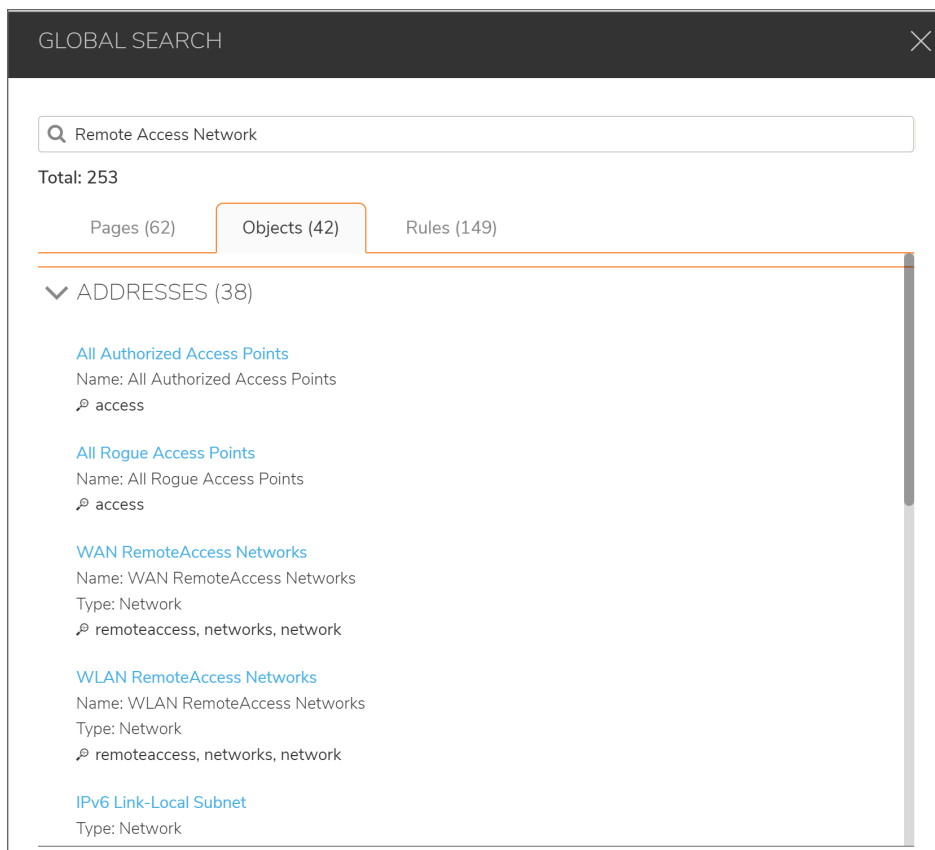 GLOBAL SEARCH
Remote Access Network
Total: 253
Pages (62)
Objects (42)
Rules (149)
ADDRESSES (38)
All Authorized Access Points
Name: All Authorized Access Points
access
All Rogue Access Points
Name: All Rogue Access Points
access
WAN RemoteAccess Networks
Name: WAN RemoteAccess Networks
Type: Network
remoteaccess, networks, network
WLAN RemoteAccess Networks
Name: WLAN RemoteAccess Networks
Type: Network
remoteaccess, networks, network
IPv6 Link-Local Subnet
Type: Network